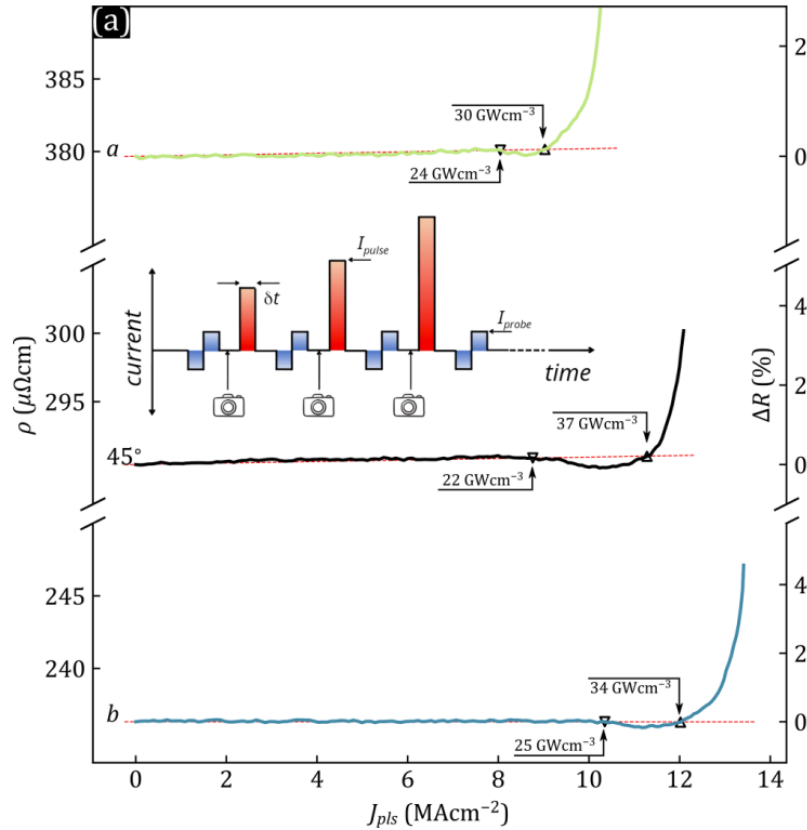 (a)
385
380
300
295
245
240
ρ (μΩcm)
2
0
4
2
0
4
2
0
ΔR (%)
a
30 GWcm⁻³
24 GWcm⁻³
current
δt
I_pulse
I_probe
time
45°
37 GWcm⁻³
22 GWcm⁻³
b
34 GWcm⁻³
25 GWcm⁻³
0 2 4 6 8 10 12 14
J_pls (MAcm⁻²)